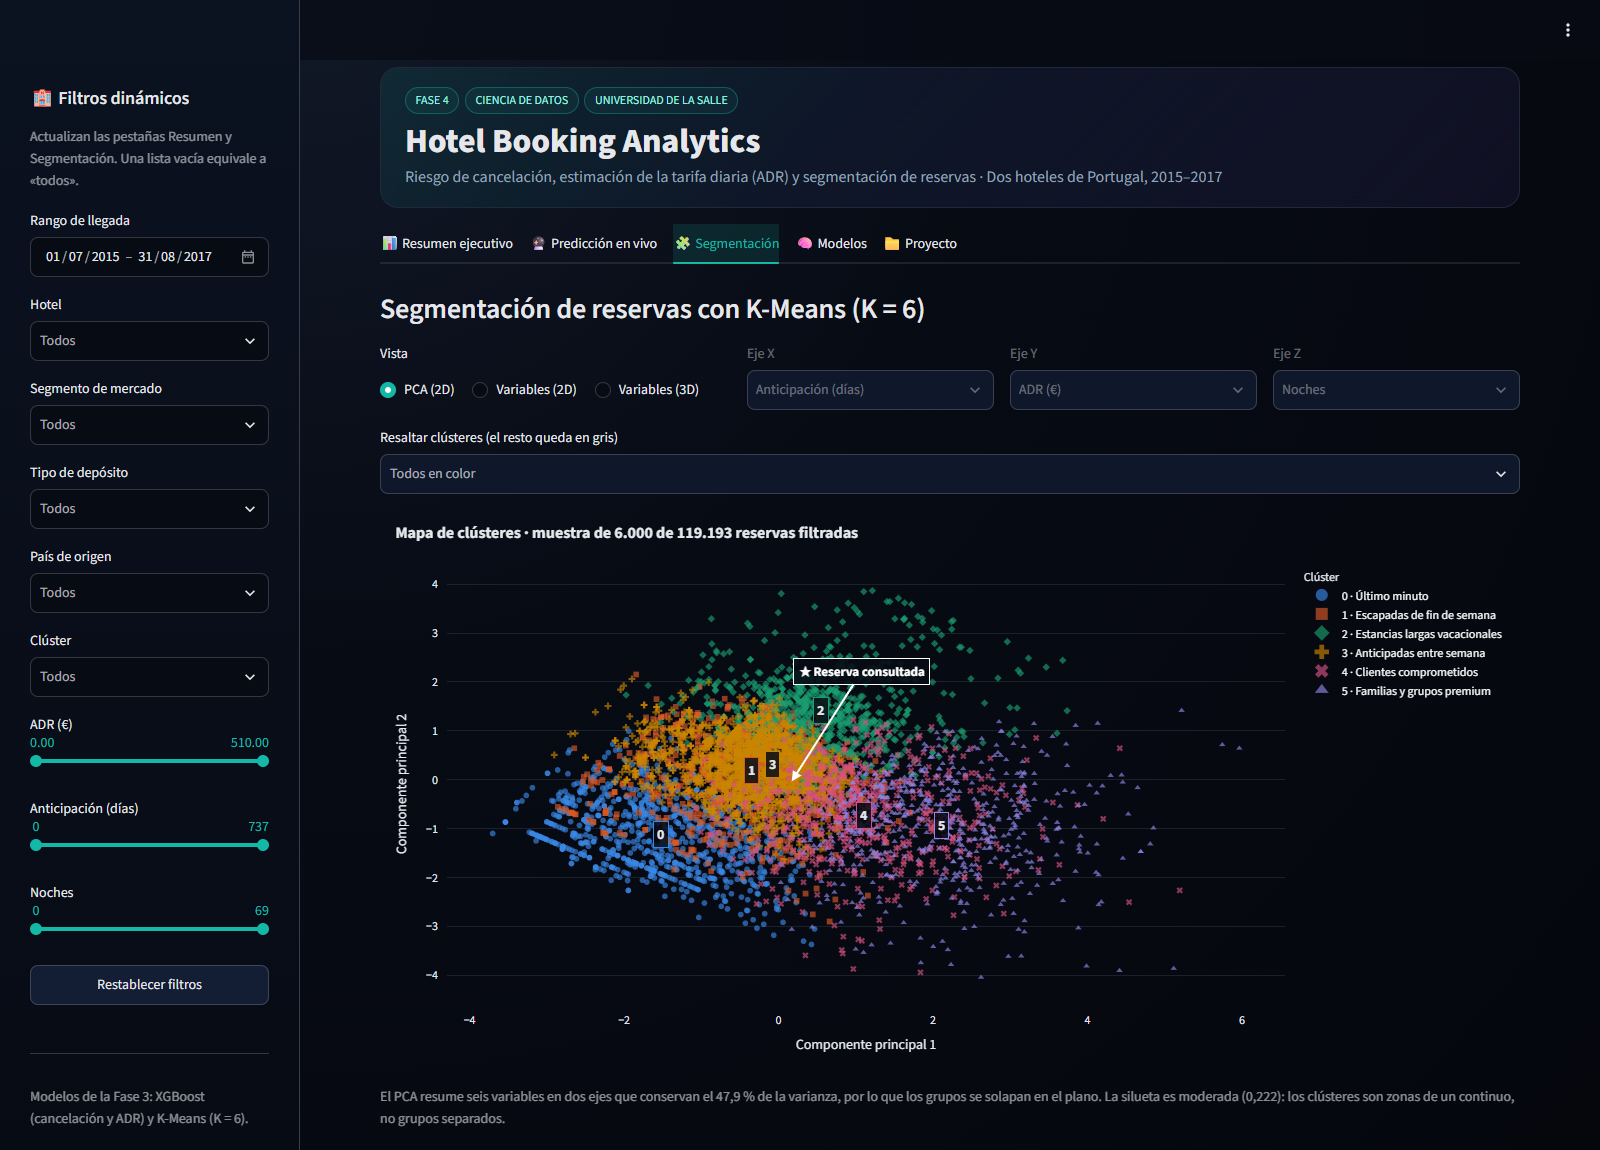 Filtros dinámicos
Actualizan las pestañas Resumen y
Segmentación. Una lista vacía equivale a
«todos».
Rango de llegada
01/07/2015 – 31/08/2017
Hotel
Todos
Segmento de mercado
Todos
Tipo de depósito
Todos
País de origen
Todos
Clúster
Todos
ADR (€)
0.00 510.00
Anticipación (días)
0 737
Noches
0 69
Restablecer filtros
Modelos de la Fase 3: XGBoost
(cancelación y ADR) y K-Means (K = 6).
FASE 4 CIENCIA DE DATOS UNIVERSIDAD DE LA SALLE
Hotel Booking Analytics
Riesgo de cancelación, estimación de la tarifa diaria (ADR) y segmentación de reservas · Dos hoteles de Portugal, 2015–2017
Resumen ejecutivo Predicción en vivo Segmentación Modelos Proyecto
Segmentación de reservas con K-Means (K = 6)
Vista Eje X Eje Y Eje Z
PCA (2D) Variables (2D) Variables (3D) Anticipación (días) ADR (€) Noches
Resaltar clústeres (el resto queda en gris)
Todos en color
Mapa de clústeres · muestra de 6.000 de 119.193 reservas filtradas
Clúster
0 · Último minuto
1 · Escapadas de fin de semana
2 · Estancias largas vacacionales
3 · Anticipadas entre semana
4 · Clientes comprometidos
5 · Familias y grupos premium
4
3
2
1
0
−1
−2
−3
−4
Componente principal 2
★ Reserva consultada
2
1
3
0
4
5
−4 −2 0 2 4 6
Componente principal 1
El PCA resume seis variables en dos ejes que conservan el 47,9 % de la varianza, por lo que los grupos se solapan en el plano. La silueta es moderada (0,222): los clústeres son zonas de un continuo,
no grupos separados.